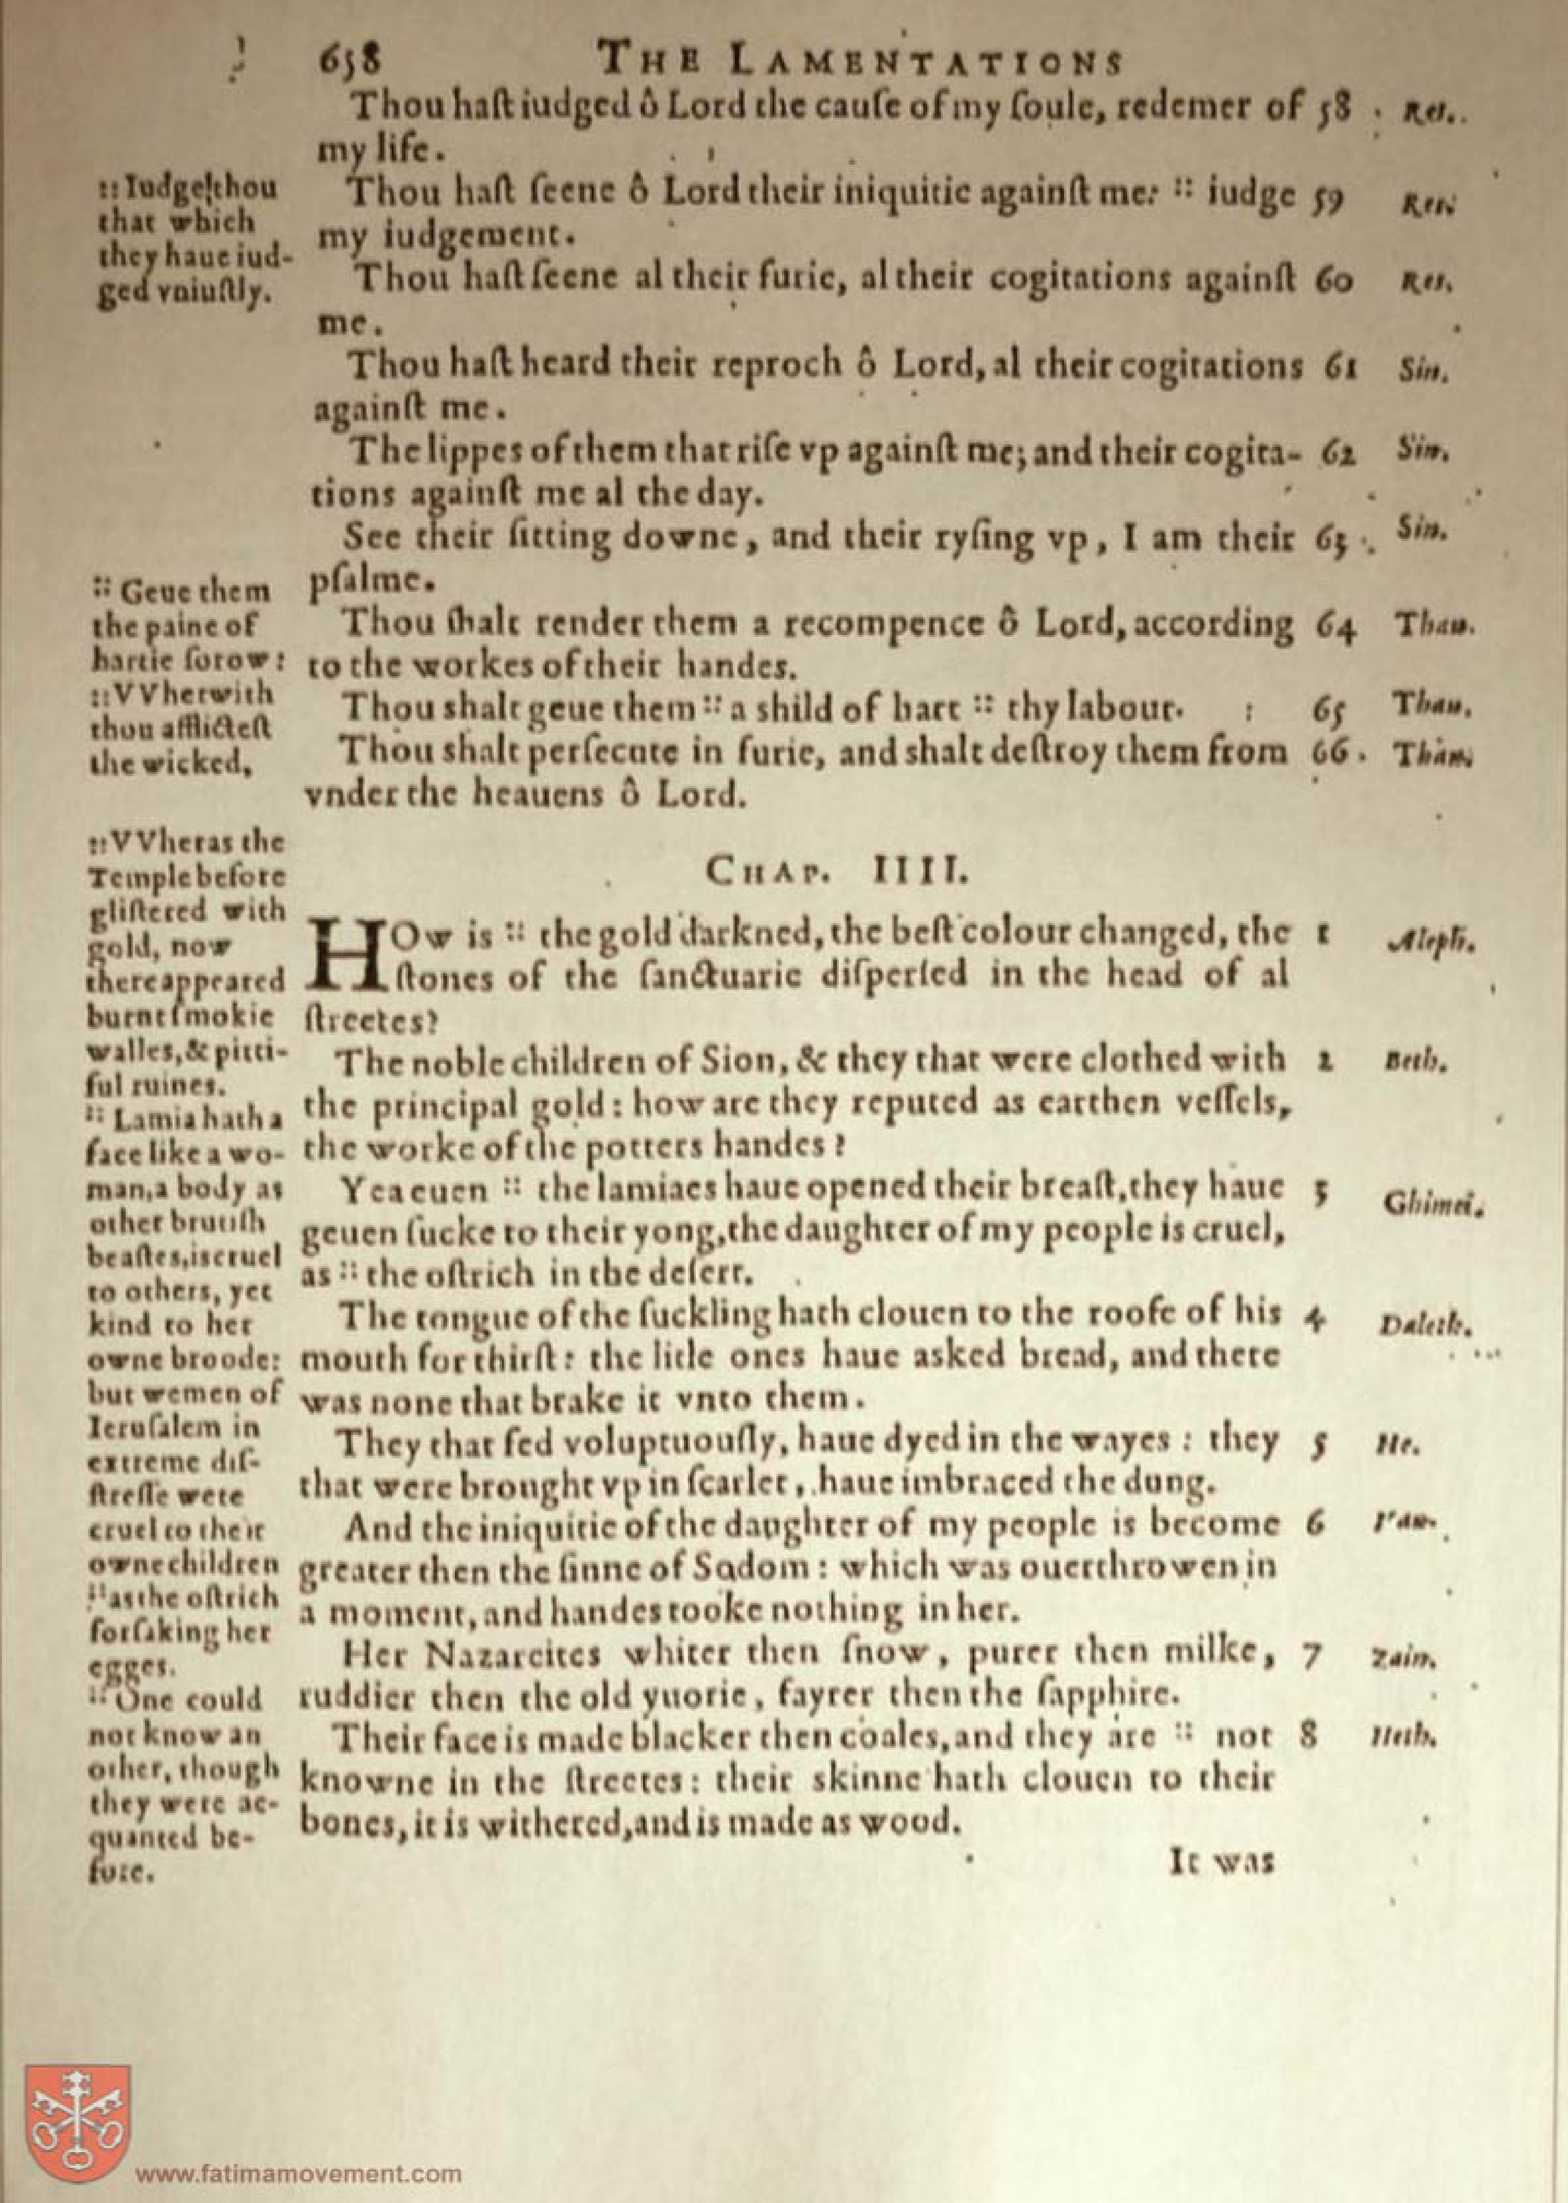 658 THE LAMENTATIONS
Thou haſt iudged ô Lord the cauſe of my ſoule, redemer of 58 Res.
my life.
Thou haſt ſeene ô Lord their iniquitie againſt me: :: iudge 59 Res.
my iudgement.
Thou haſt ſeene al their furie, al their cogitations againſt 60 Res.
me.
Thou haſt heard their reproch ô Lord, al their cogitations 61 Sin.
againſt me.
The lippes of them that riſe vp againſt me; and their cogita- 62 Sin.
tions againſt me al the day.
See their ſitting downe, and their ryſing vp, I am their 63 Sin.
pſalme.
Thou ſhalt render them a recompence ô Lord, according 64 Thau.
to the workes of their handes.
Thou shalt geue them :: a shild of hart :: thy labour. 65 Thau.
Thou shalt perſecute in furie, and shalt deſtroy them from 66. Thau.
vnder the heauens ô Lord.
:: Iudge thou
that which
they haue iud-
ged vniuſtly.
:: Geue them
the paine of
hartie ſorow:
:: VVherwith
thou afflicteſt
the wicked,
CHAP. IIII.
HOw is :: the gold darkned, the beſt colour changed, the 1 Aleph.
ſtones of the ſanctuarie diſperſed in the head of al
ſtreetes?
The noble children of Sion, & they that were clothed with 2 Beth.
the principal gold: how are they reputed as earthen veſſels,
the worke of the potters handes?
Yea euen :: the lamiaes haue opened their breaſt, they haue 3 Ghimel.
geuen ſucke to their yong, the daughter of my people is cruel,
as :: the oſtrich in the deſert.
The tongue of the ſuckling hath clouen to the roofe of his 4 Daleth.
mouth for thirſt: the litle ones haue asked bread, and there
was none that brake it vnto them.
They that fed voluptuouſly, haue dyed in the wayes: they 5 He.
that were brought vp in ſcarlet, haue imbraced the dung.
And the iniquitie of the daughter of my people is become 6 Vau.
greater then the ſinne of Sodom: which was ouerthrowen in
a moment, and handes tooke nothing in her.
Her Nazareites whiter then ſnow, purer then milke, 7 Zain.
ruddier then the old yuorie, fayrer then the ſapphire.
Their face is made blacker then coales, and they are :: not 8 Heth.
knowne in the ſtreetes: their skinne hath clouen to their
bones, it is withered, and is made as wood.
It was
:: VVheras the
Temple before
gliſtered with
gold, now
there appeared
burnt ſmokie
walles, & pitti-
ful ruines.
:: Lamia hath a
face like a wo-
man, a body as
other brutiſh
beaſtes, is cruel
to others, yet
kind to her
owne broode:
but wemen of
Ieruſalem in
extreme diſ-
ſtreſſe were
cruel to their
owne children
:: as the oſtrich
forſaking her
egges.
:: One could
not know an
other, though
they were ac-
quanted be-
fore.
www.fatimamovement.com